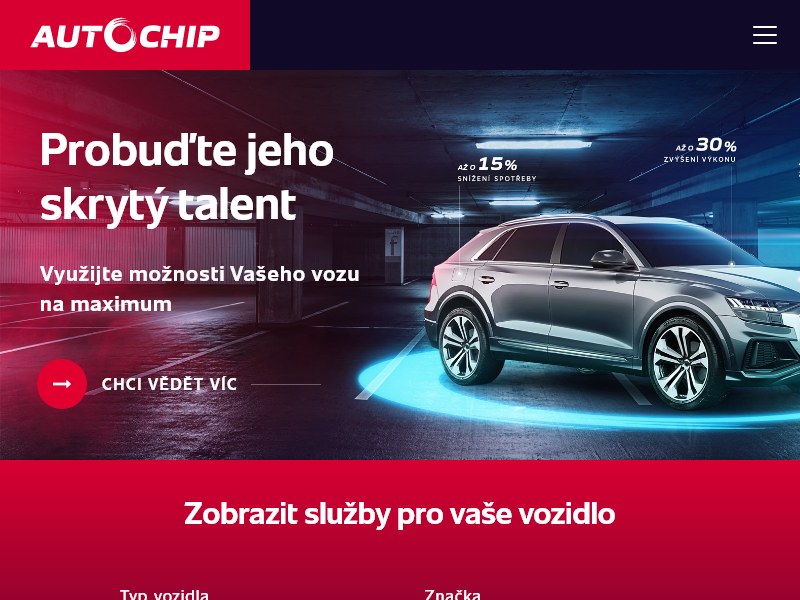 AUTOCHIP
Probuďte jeho
skrytý talent
Využijte možnosti Vašeho vozu
na maximum
CHCI VĚDĚT VÍC
AŽ O 15%
SNÍŽENÍ SPOTŘEBY
AŽ O 30%
ZVÝŠENÍ VÝKONU
Zobrazit služby pro vaše vozidlo
Typ vozidla
Značka